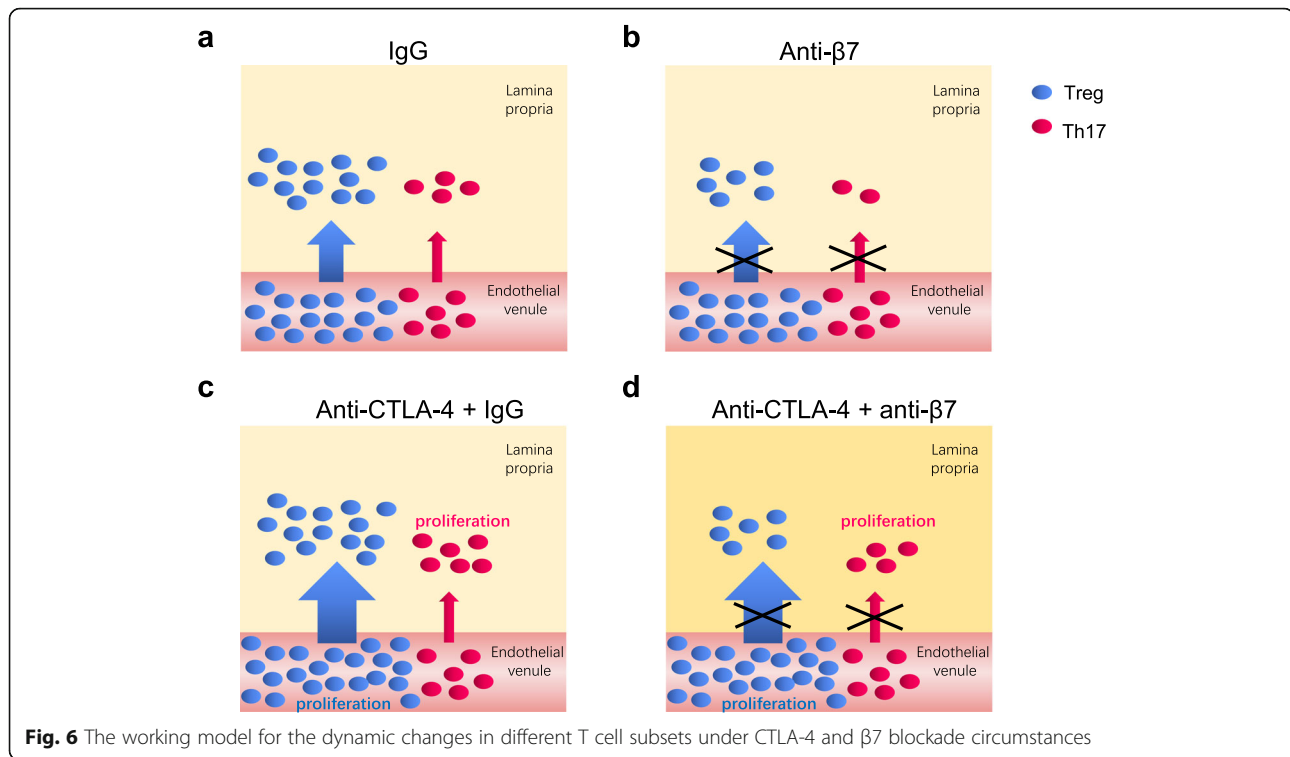 a
IgG
Lamina
propria
Endothelial
venule
b
Anti-β7
Lamina
propria
Endothelial
venule
Treg
Th17
c
Anti-CTLA-4 + IgG
Lamina
propria
proliferation
Endothelial
venule
proliferation
d
Anti-CTLA-4 + anti-β7
Lamina
propria
proliferation
Endothelial
venule
proliferation
Fig. 6 The working model for the dynamic changes in different T cell subsets under CTLA-4 and β7 blockade circumstances